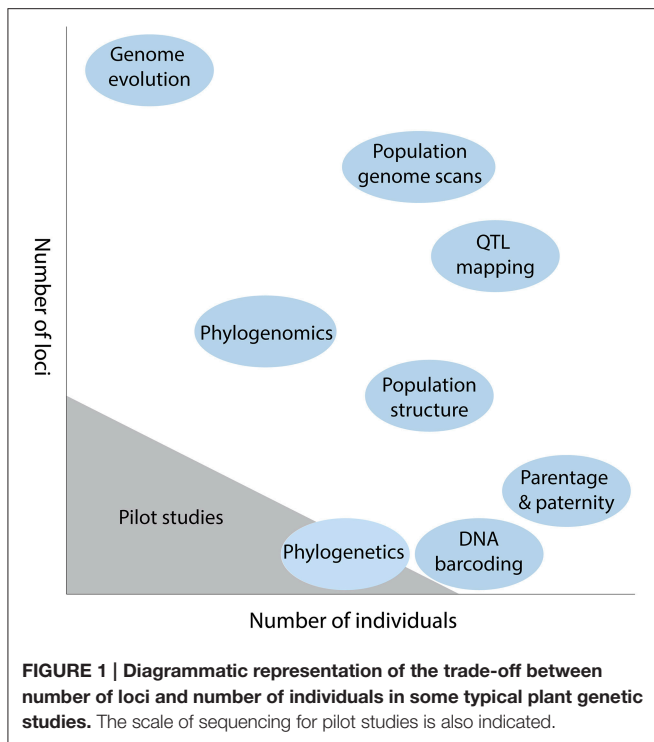 Genome
evolution
Population
genome scans
QTL
mapping
Number of loci
Phylogenomics
Population
structure
Parentage
& paternity
Pilot studies
Phylogenetics
DNA
barcoding
Number of individuals
FIGURE 1 | Diagrammatic representation of the trade-off between
number of loci and number of individuals in some typical plant genetic
studies. The scale of sequencing for pilot studies is also indicated.